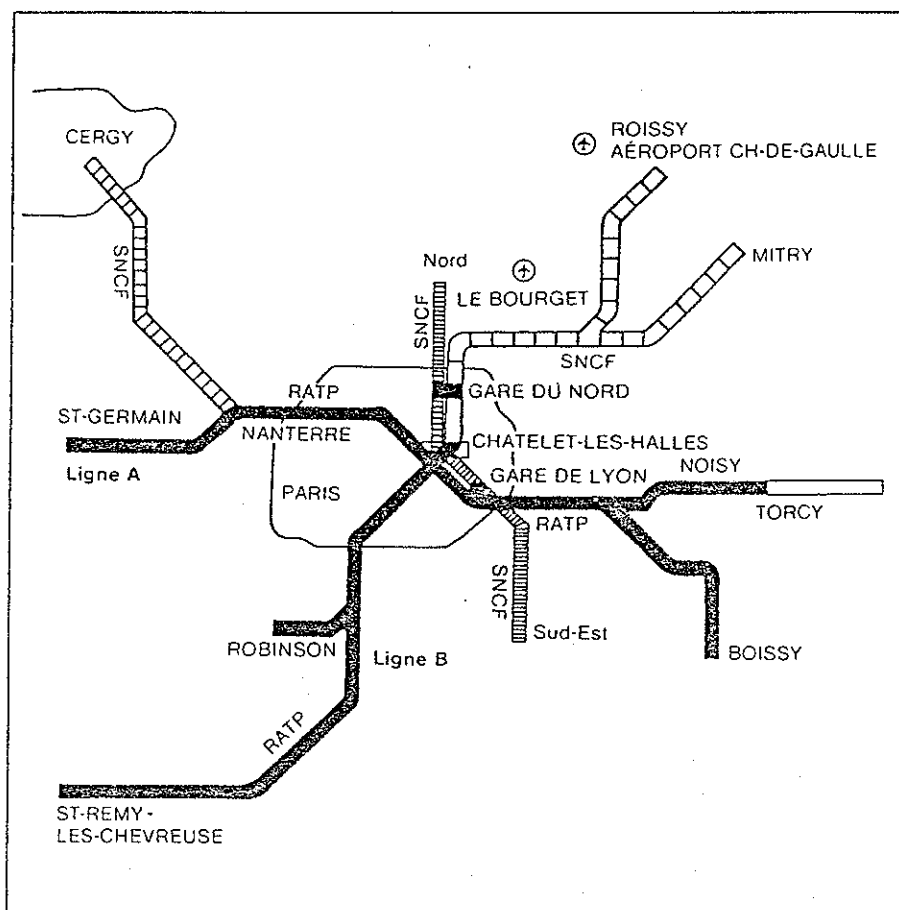 CERGY
ROISSY
AÉROPORT CH-DE-GAULLE
SNCF
Nord
MITRY
LE BOURGET
SNCF
SNCF
RATP
GARE DU NORD
ST-GERMAIN
NANTERRE
CHATELET-LES-HALLES
Ligne A
GARE DE LYON
NOISY
PARIS
RATP
TORCY
SNCF
Sud-Est
ROBINSON
Ligne B
BOISSY
RATP
ST-REMY-
LES-CHEVREUSE